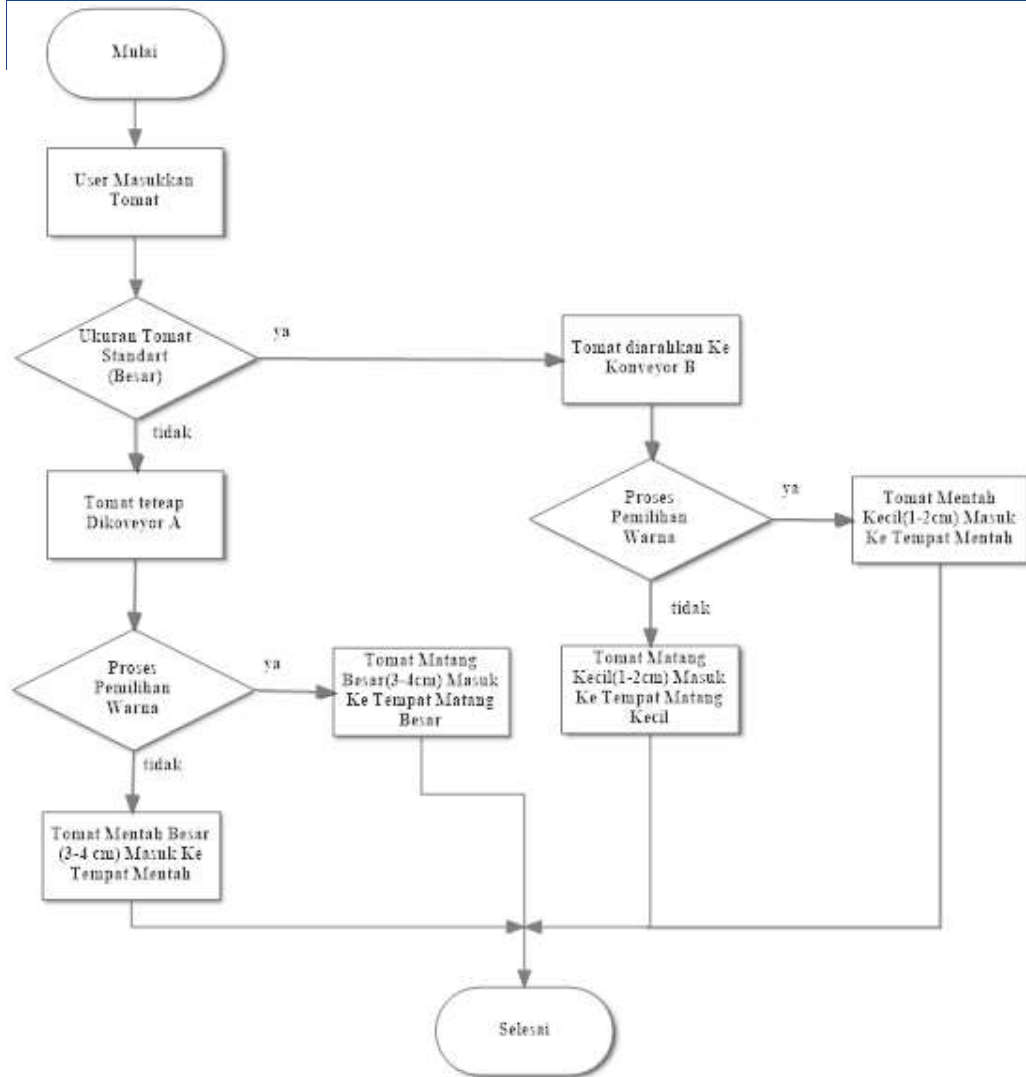 Mulai
User Masukkan
Tomat
Ukuran Tomat
Standart
(Besar)
ya
Tomat diarahkan Ke
Konveyor B
tidak
Tomat teteap
Dikoveyor A
Proses
Pemilihan
Warna
ya
Tomat Mentah
Kecil(1-2cm) Masuk
Ke Tempat Mentah
tidak
Tomat Matang
Kecil(1-2cm) Masuk
Ke Tempat Matang
Kecil
Proses
Pemilihan
Warna
ya
Tomat Matang
Besar(3-4cm) Masuk
Ke Tempat Matang
Besar
tidak
Tomat Mentah Besar
(3-4 cm) Masuk Ke
Tempat Mentah
Selesai